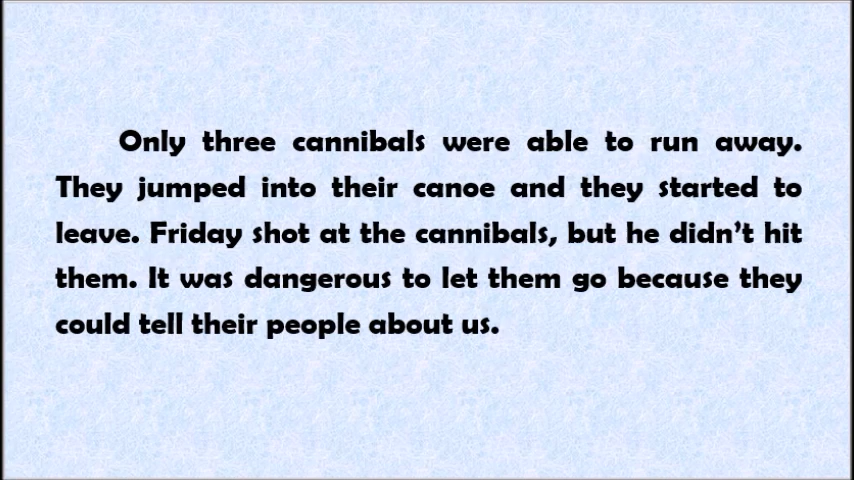 Only three cannibals were able to run away.
They jumped into their canoe and they started to
leave. Friday shot at the cannibals, but he didn’t hit
them. It was dangerous to let them go because they
could tell their people about us.